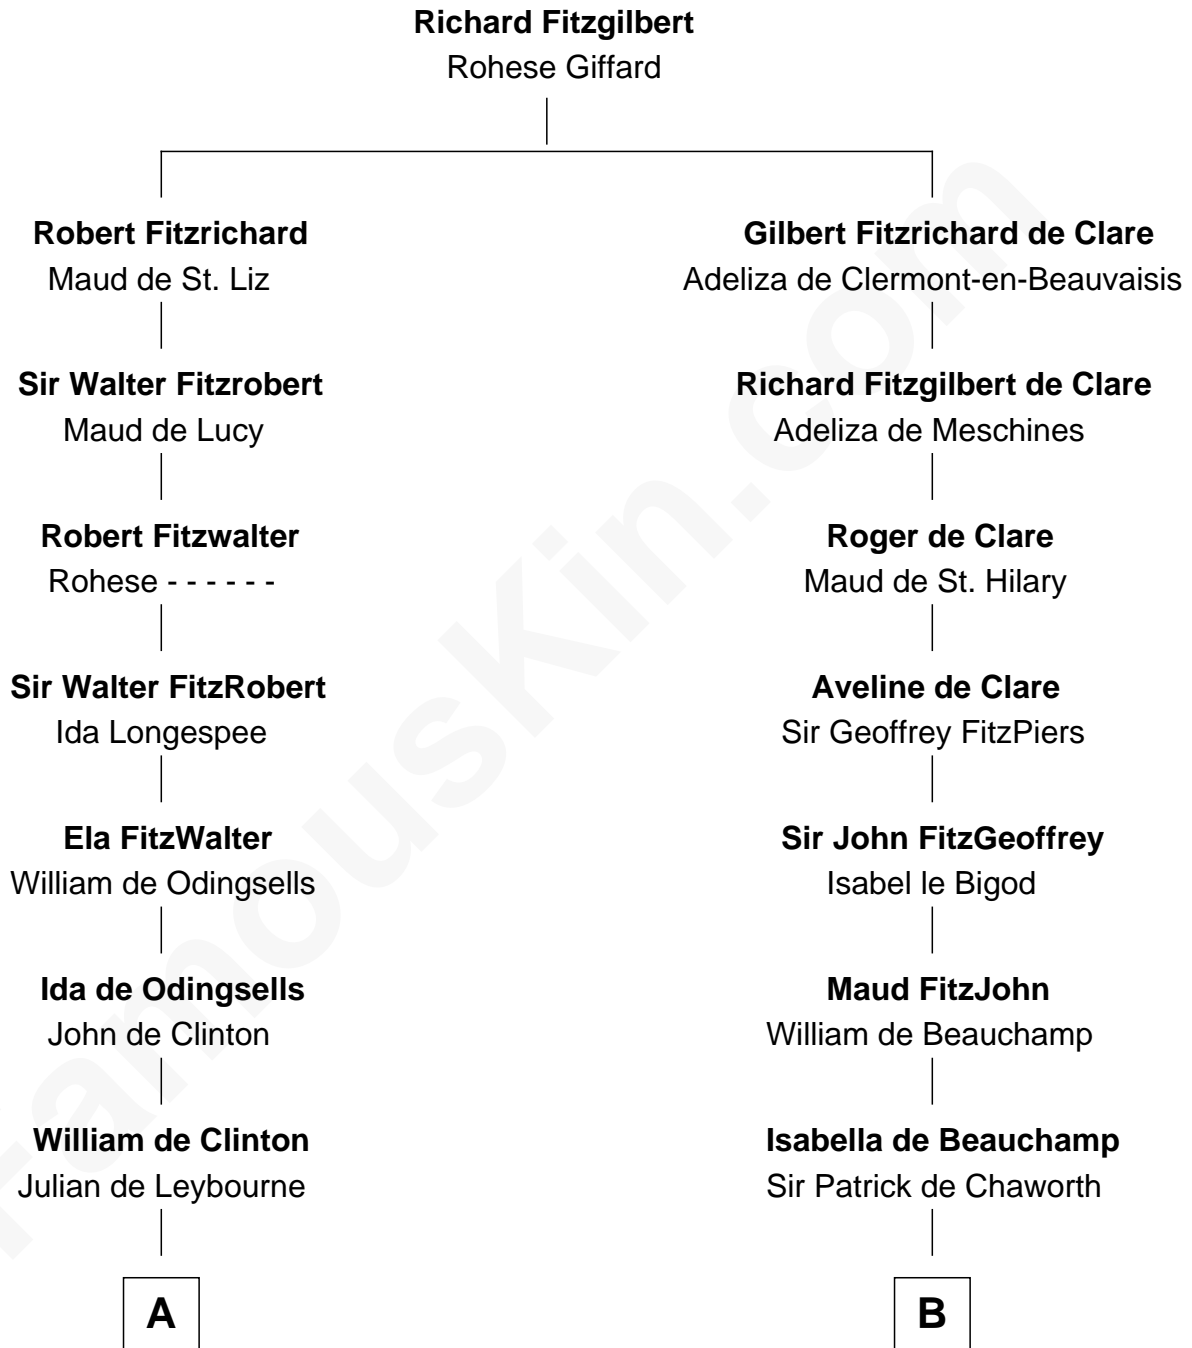 Richard Fitzgilbert
Rohese Giffard
Robert Fitzrichard
Maud de St. Liz
Gilbert Fitzrichard de Clare
Adeliza de Clermont-en-Beauvaisis
Sir Walter Fitzrobert
Maud de Lucy
Richard Fitzgilbert de Clare
Adeliza de Meschines
Robert Fitzwalter
Rohese - - - - - -
Roger de Clare
Maud de St. Hilary
Sir Walter FitzRobert
Ida Longespee
Aveline de Clare
Sir Geoffrey FitzPiers
Ela FitzWalter
William de Odingsells
Sir John FitzGeoffrey
Isabel le Bigod
Ida de Odingsells
John de Clinton
Maud FitzJohn
William de Beauchamp
William de Clinton
Julian de Leybourne
Isabella de Beauchamp
Sir Patrick de Chaworth
A
B
FamousKin.com